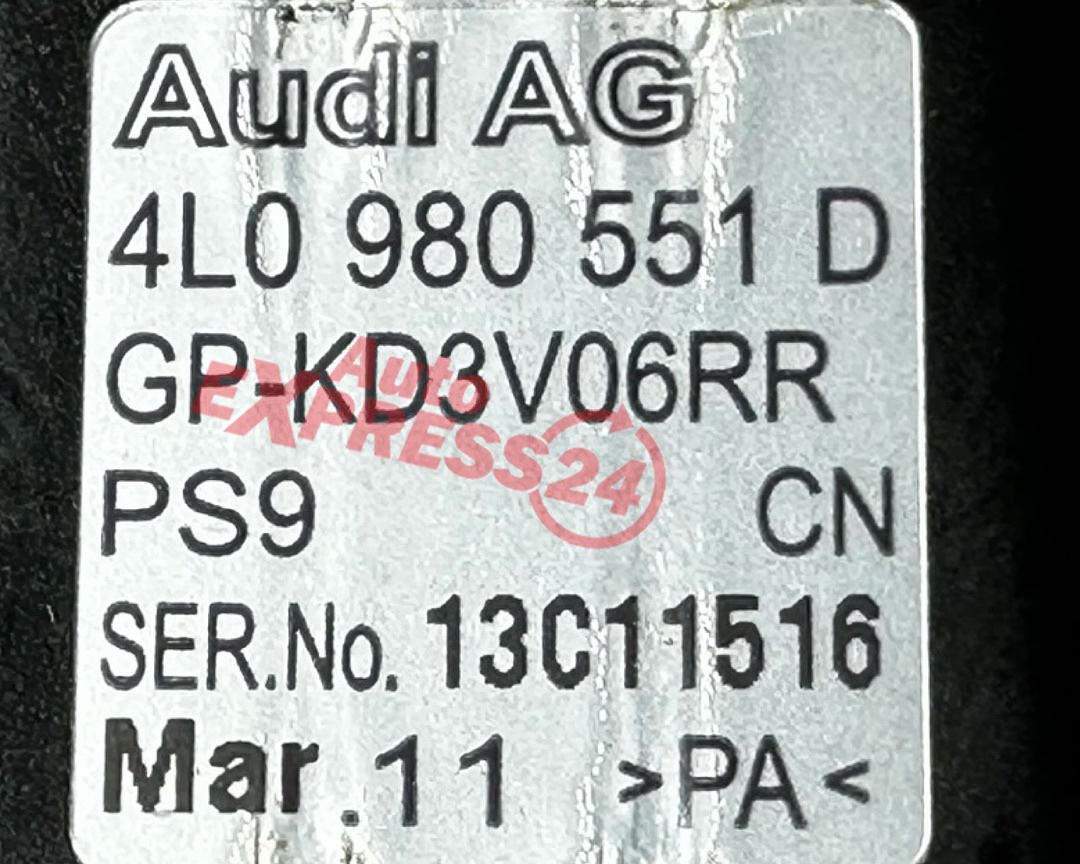 Audi AG
4L0 980 551 D
GP-KD3V06RR
Auto
EXPRESS24
PS9 CN
SER.No. 13C11516
Mar.11 >PA<